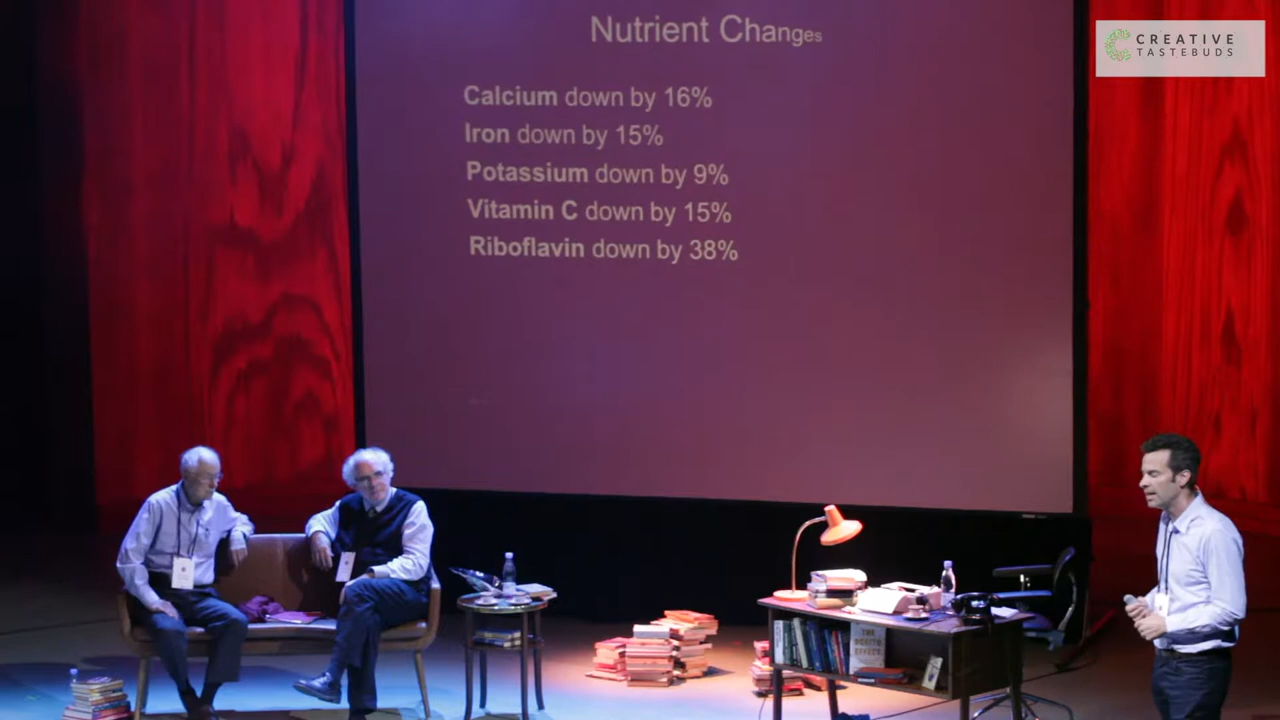 Nutrient Changes
CREATIVE
TASTEBUDS
Calcium down by 16%
Iron down by 15%
Potassium down by 9%
Vitamin C down by 15%
Riboflavin down by 38%
THE
DORITO
EFFECT